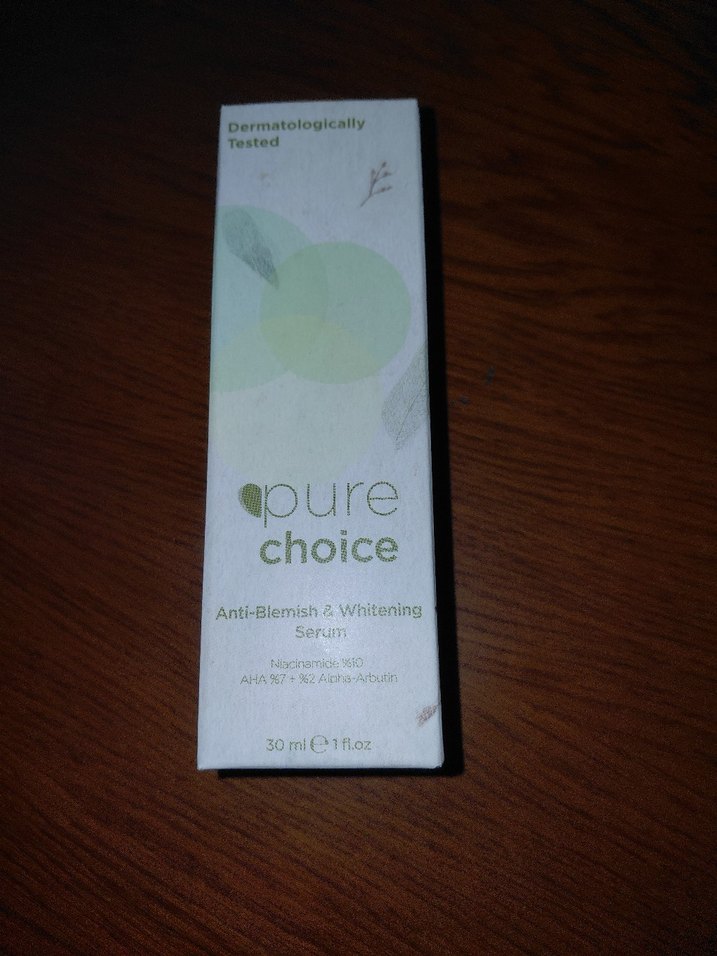 Dermatologically
Tested
pure
choice
Anti-Blemish & Whitening
Serum
Niacinamide %10
AHA %7 + %2 Alpha-Arbutin
30 ml e 1 fl.oz